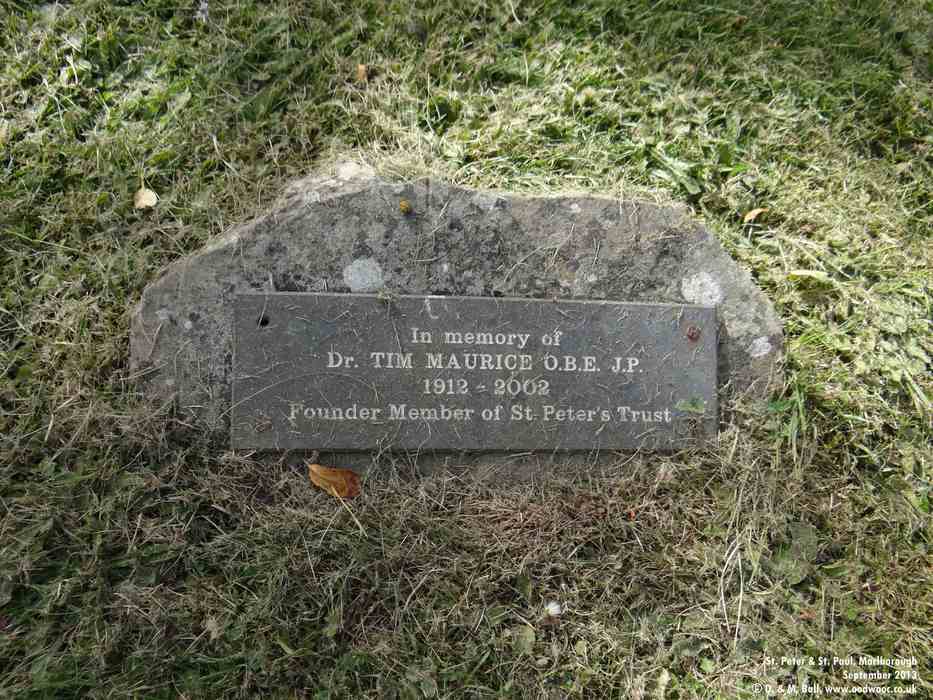 In memory of
Dr. TIM MAURICE O.B.E. J.P.
1912 - 2002
Founder Member of St. Peter's Trust
St. Peter & St. Paul, Marlborough
September 2013
© D. & M. Ball, www.oodwooc.co.uk